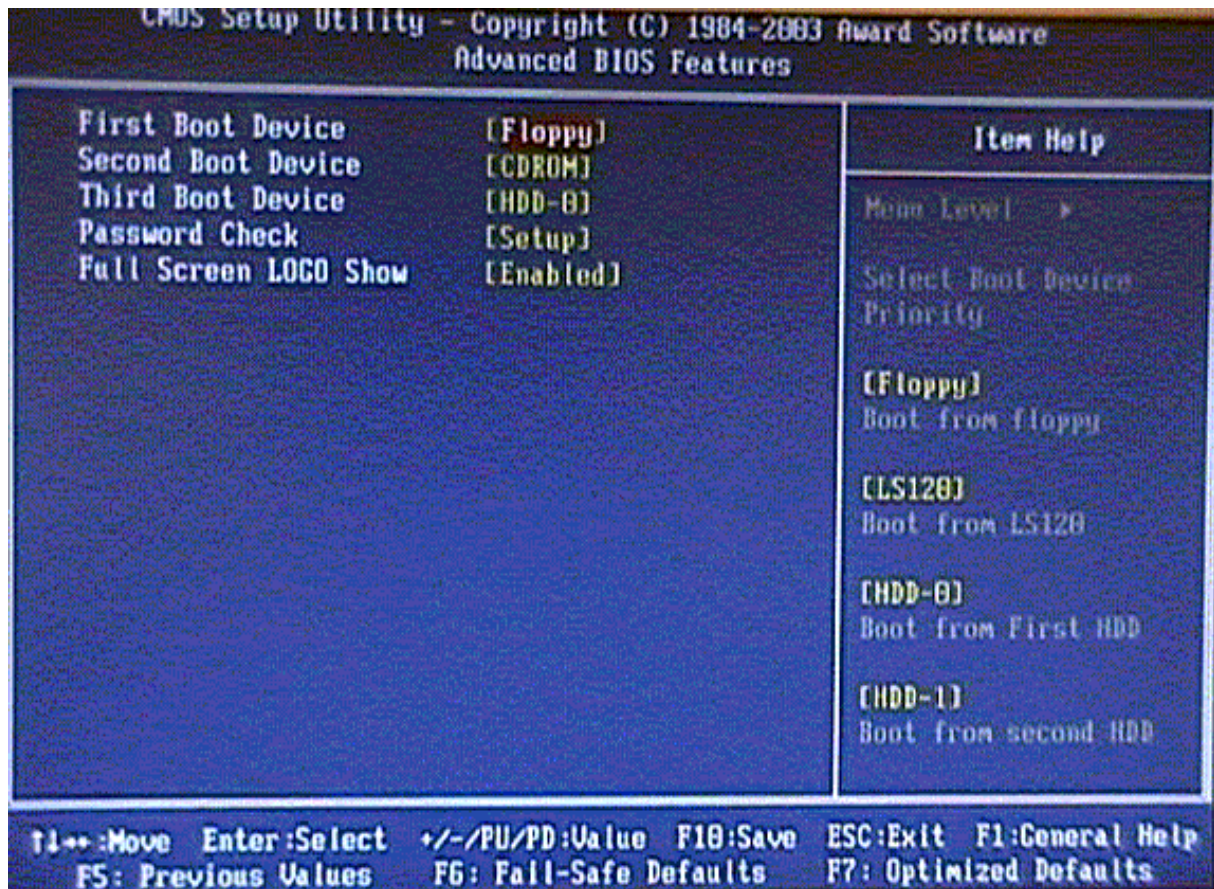 CMOS Setup Utility - Copyright (C) 1984-2003 Award Software
Advanced BIOS Features
First Boot Device [Floppy]
Second Boot Device [CDROM]
Third Boot Device [HDD-0]
Password Check [Setup]
Full Screen LOGO Show [Enabled]
Item Help
Menu Level ▸
Select Boot Device
Priority
[Floppy]
Boot from floppy
[LS120]
Boot from LS120
[HDD-0]
Boot from First HDD
[HDD-1]
Boot from second HDD
↑↓→←:Move Enter:Select +/-/PU/PD:Value F10:Save ESC:Exit F1:General Help
F5: Previous Values F6: Fail-Safe Defaults F7: Optimized Defaults